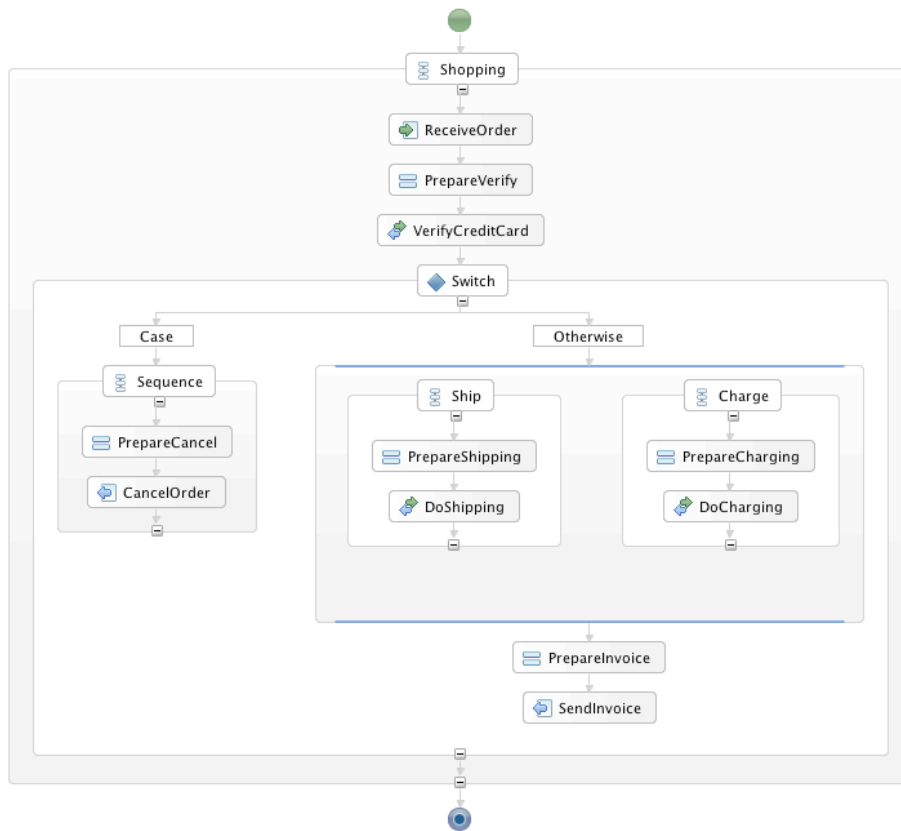 Shopping
ReceiveOrder
PrepareVerify
VerifyCreditCard
Switch
Case
Otherwise
Sequence
PrepareCancel
CancelOrder
Ship
PrepareShipping
DoShipping
Charge
PrepareCharging
DoCharging
PrepareInvoice
SendInvoice